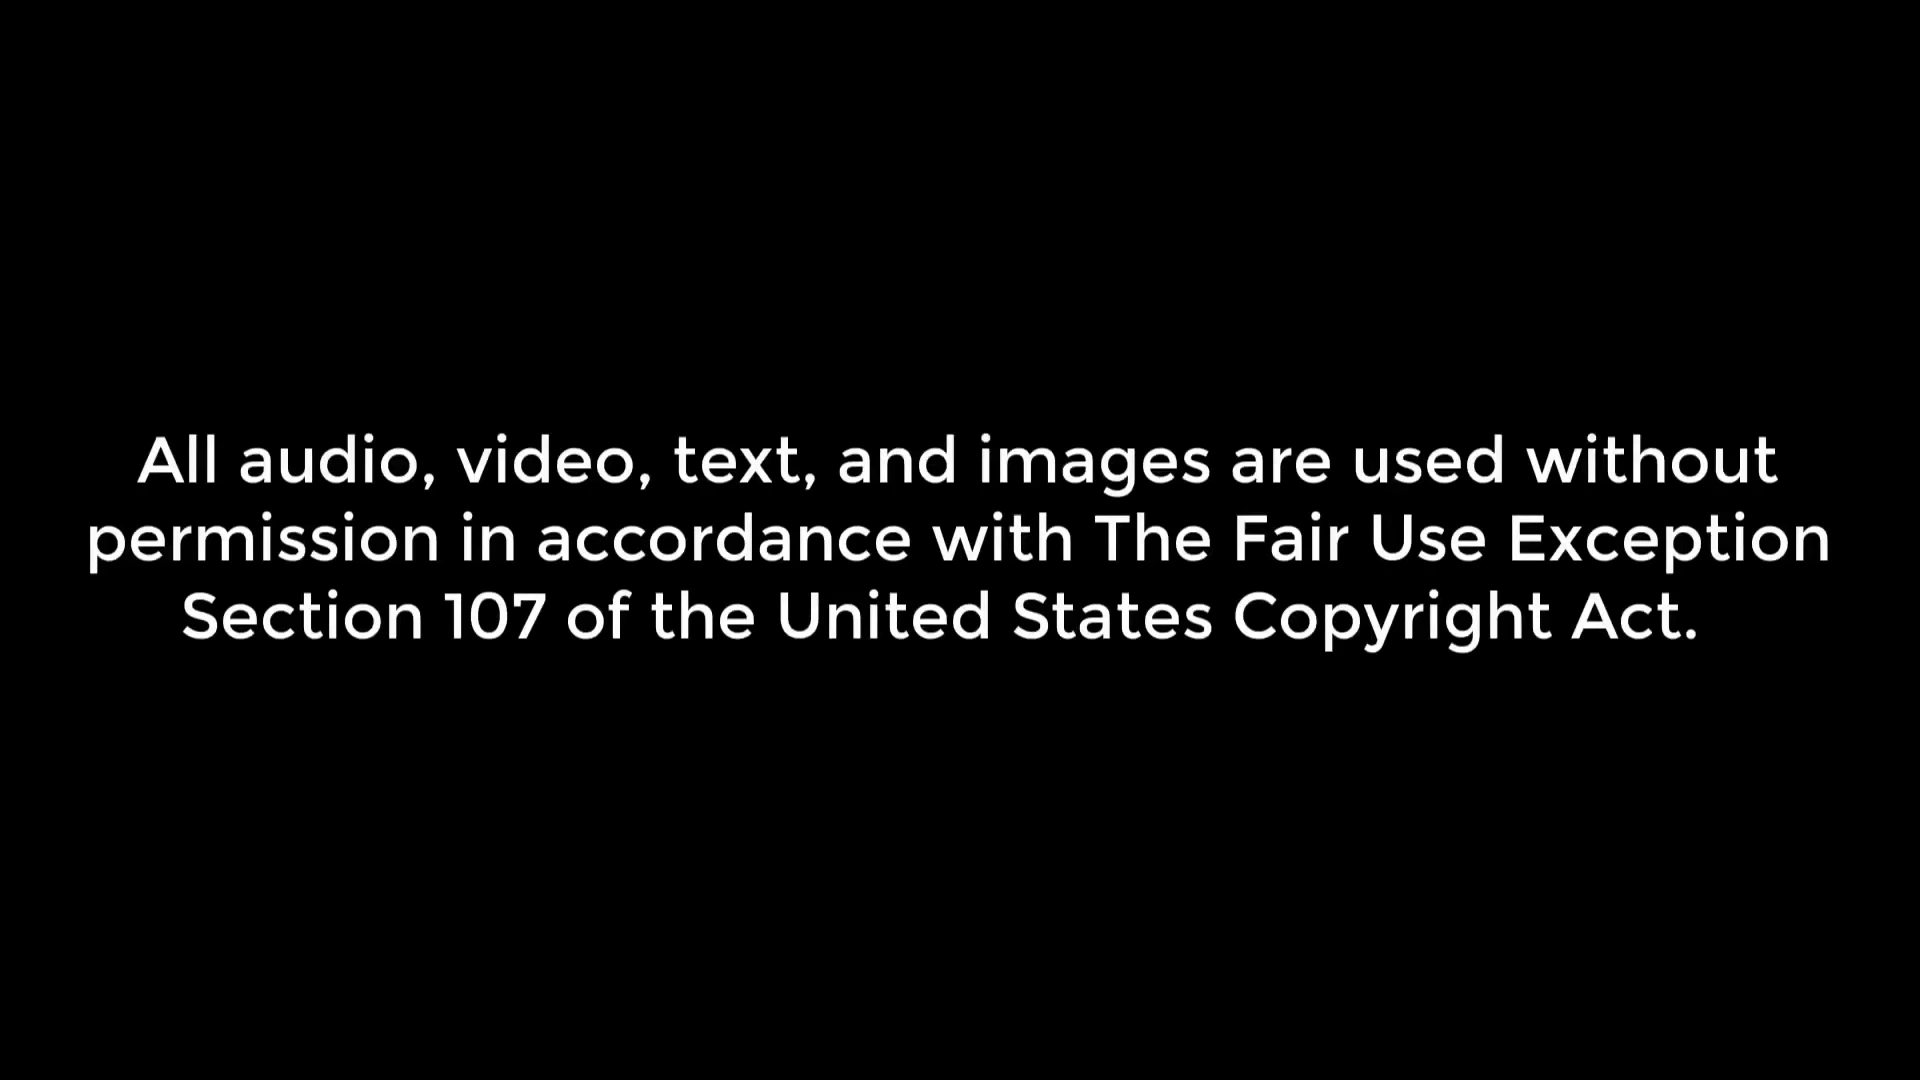 All audio, video, text, and images are used without
permission in accordance with The Fair Use Exception
Section 107 of the United States Copyright Act.